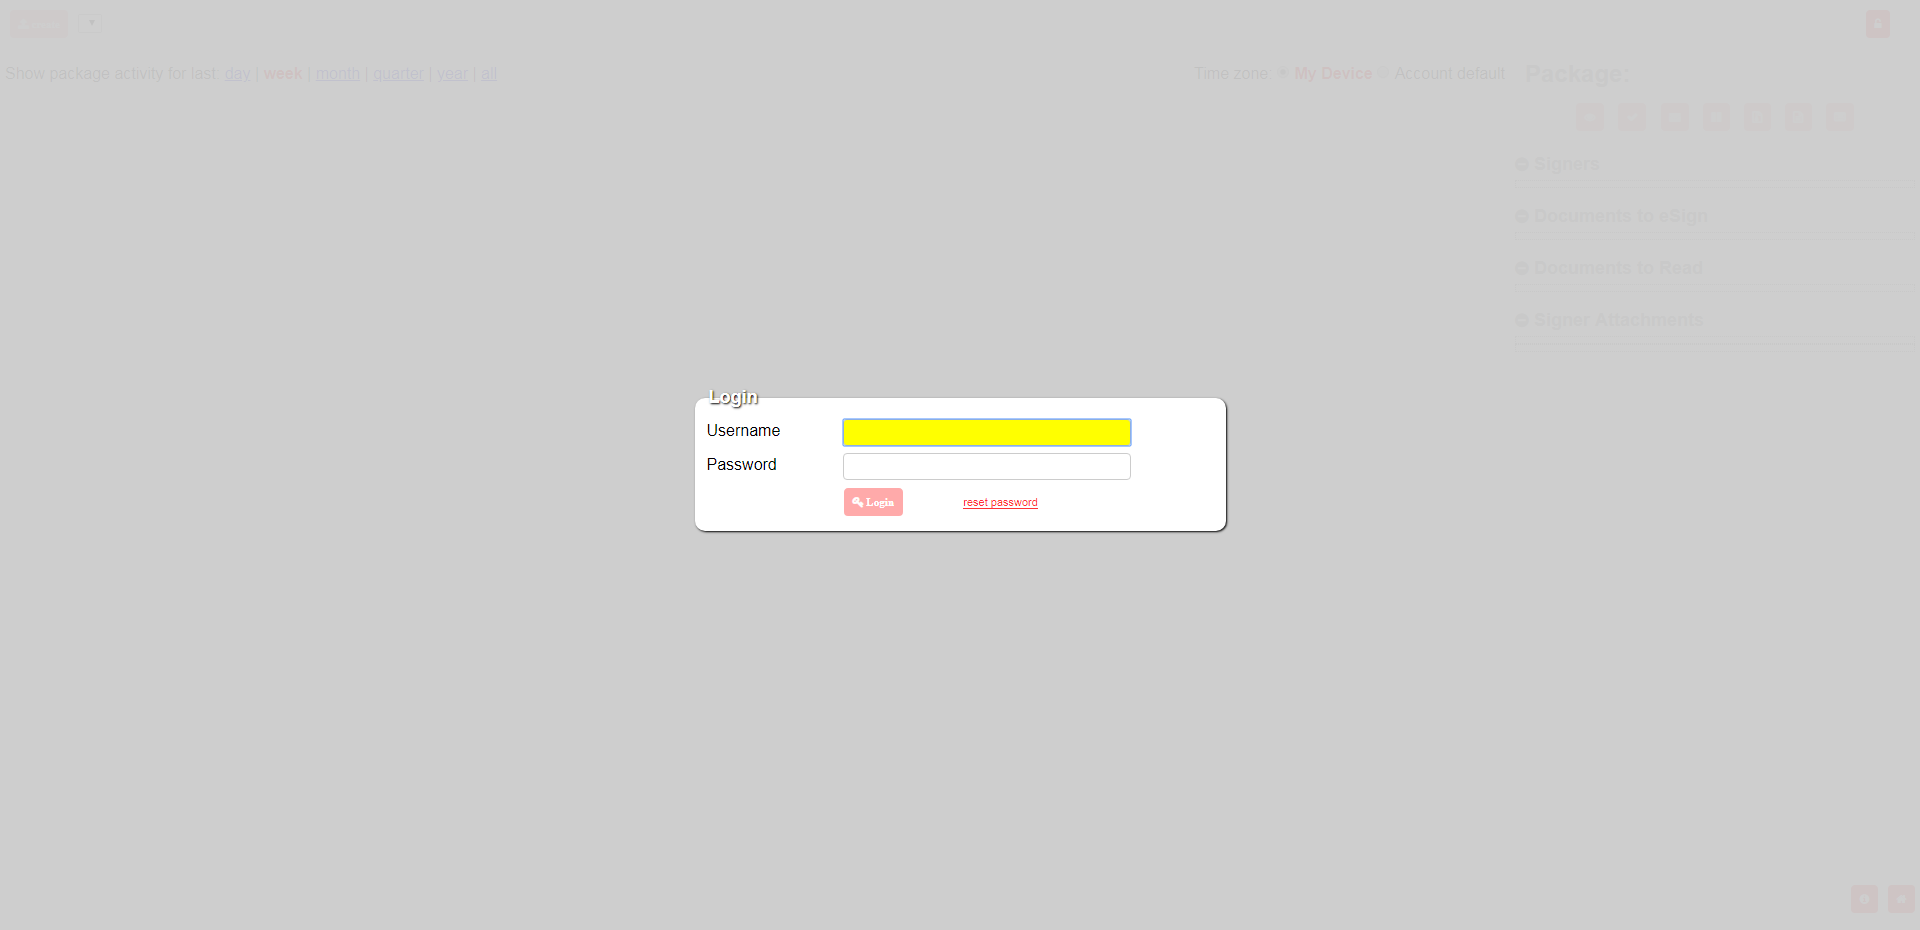 Show package activity for last: day | week | month | quarter | year | all
Time zone: My Device Account default
Package:
Signers
Documents to eSign
Documents to Read
Signer Attachments
Login
Username
Password
Login
reset password